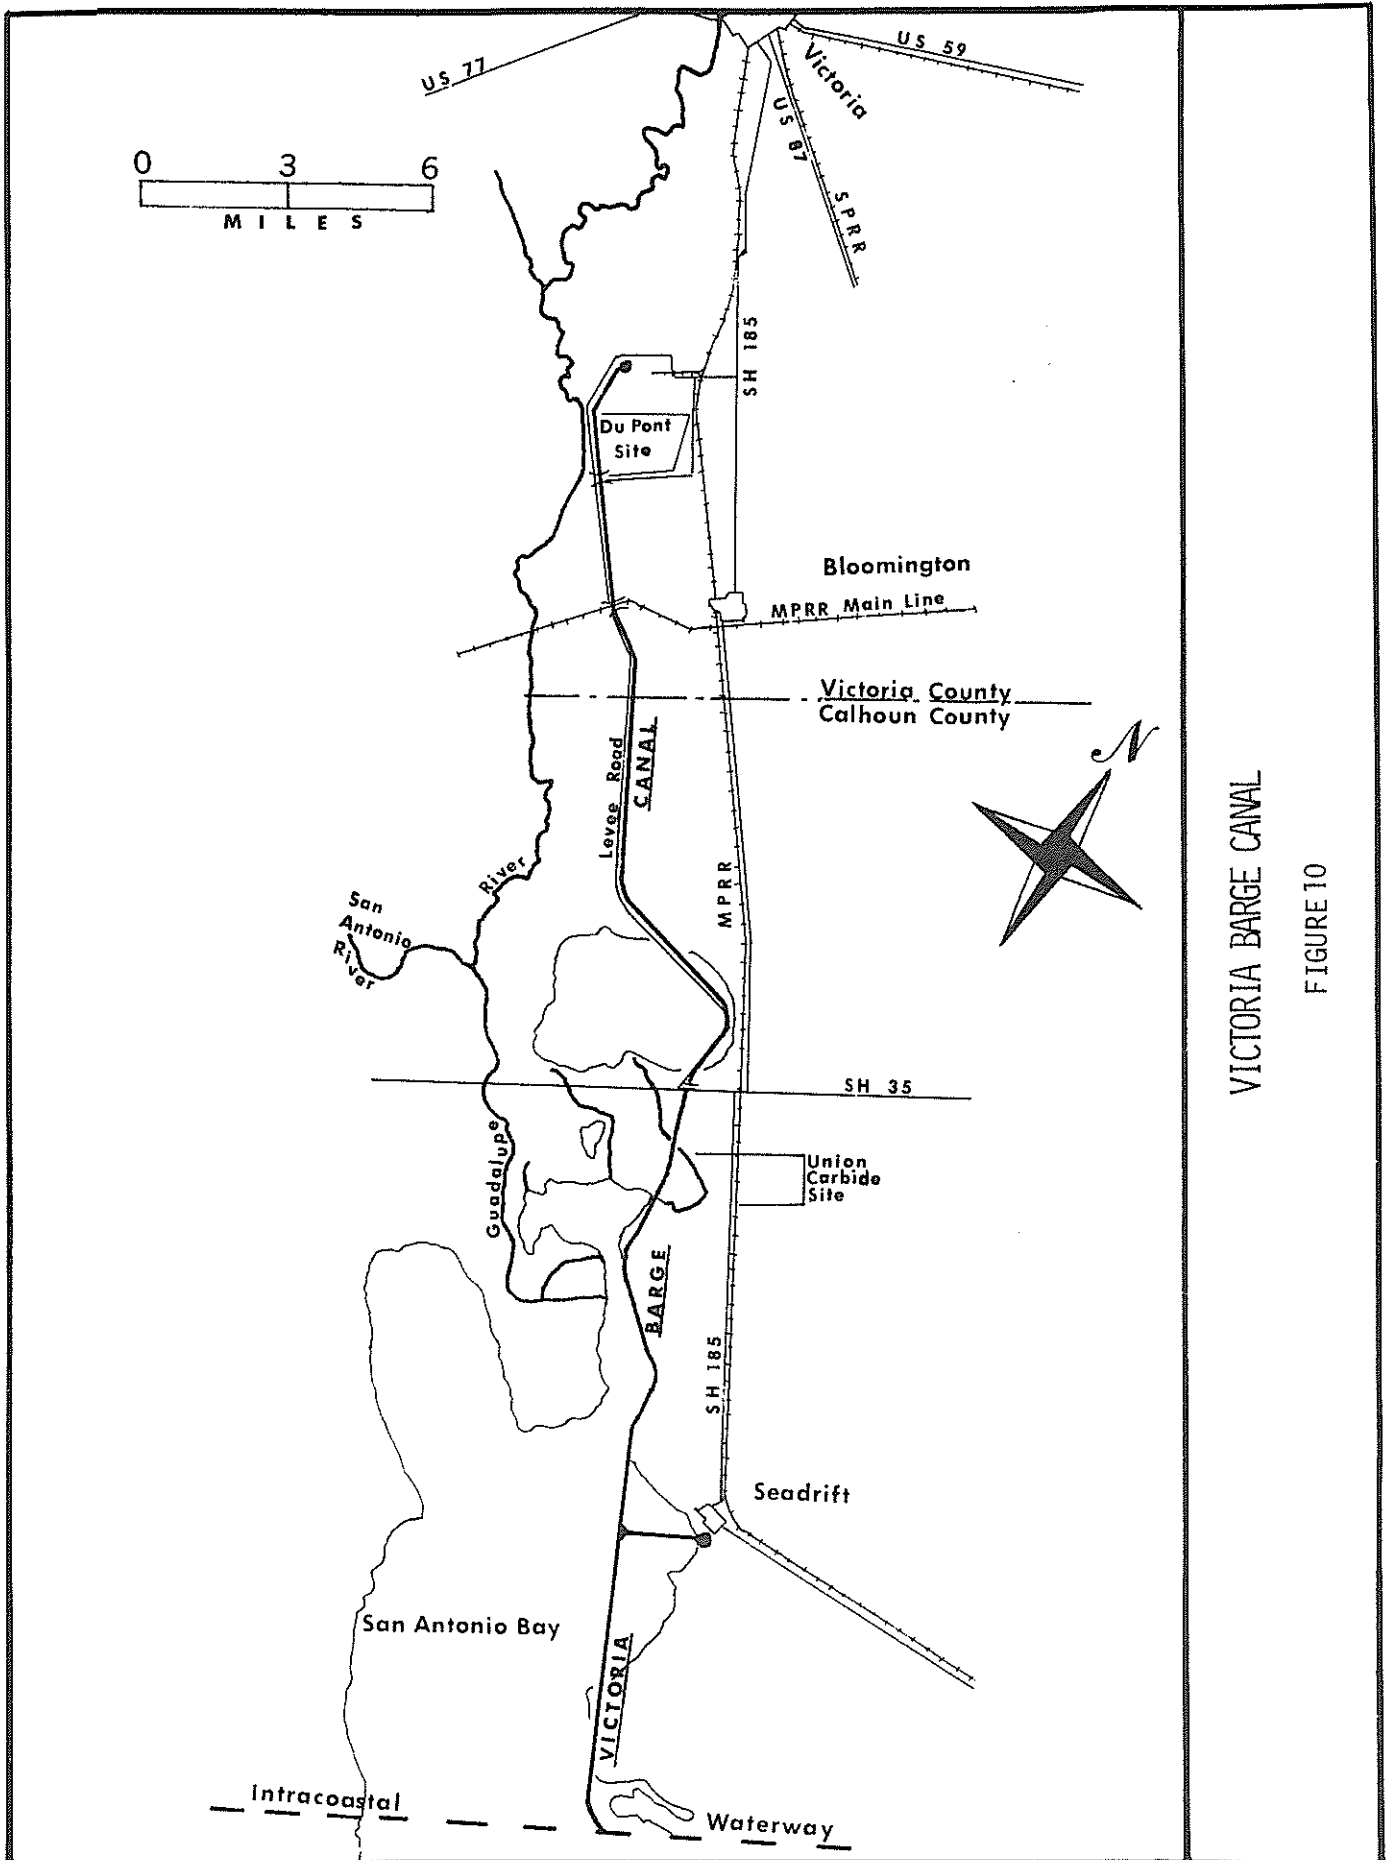 US 77
US 59
Victoria
US 87
SPRR
0 3 6
MILES
SH 185
Du Pont
Site
Bloomington
MPRR Main Line
Victoria County
Calhoun County
N
Levee Road
CANAL
MPRR
River
San
Antonio
River
SH 35
Guadalupe
Union
Carbide
Site
BARGE
SH 185
Seadrift
San Antonio Bay
VICTORIA
Intracoastal
Waterway
VICTORIA BARGE CANAL
FIGURE 10